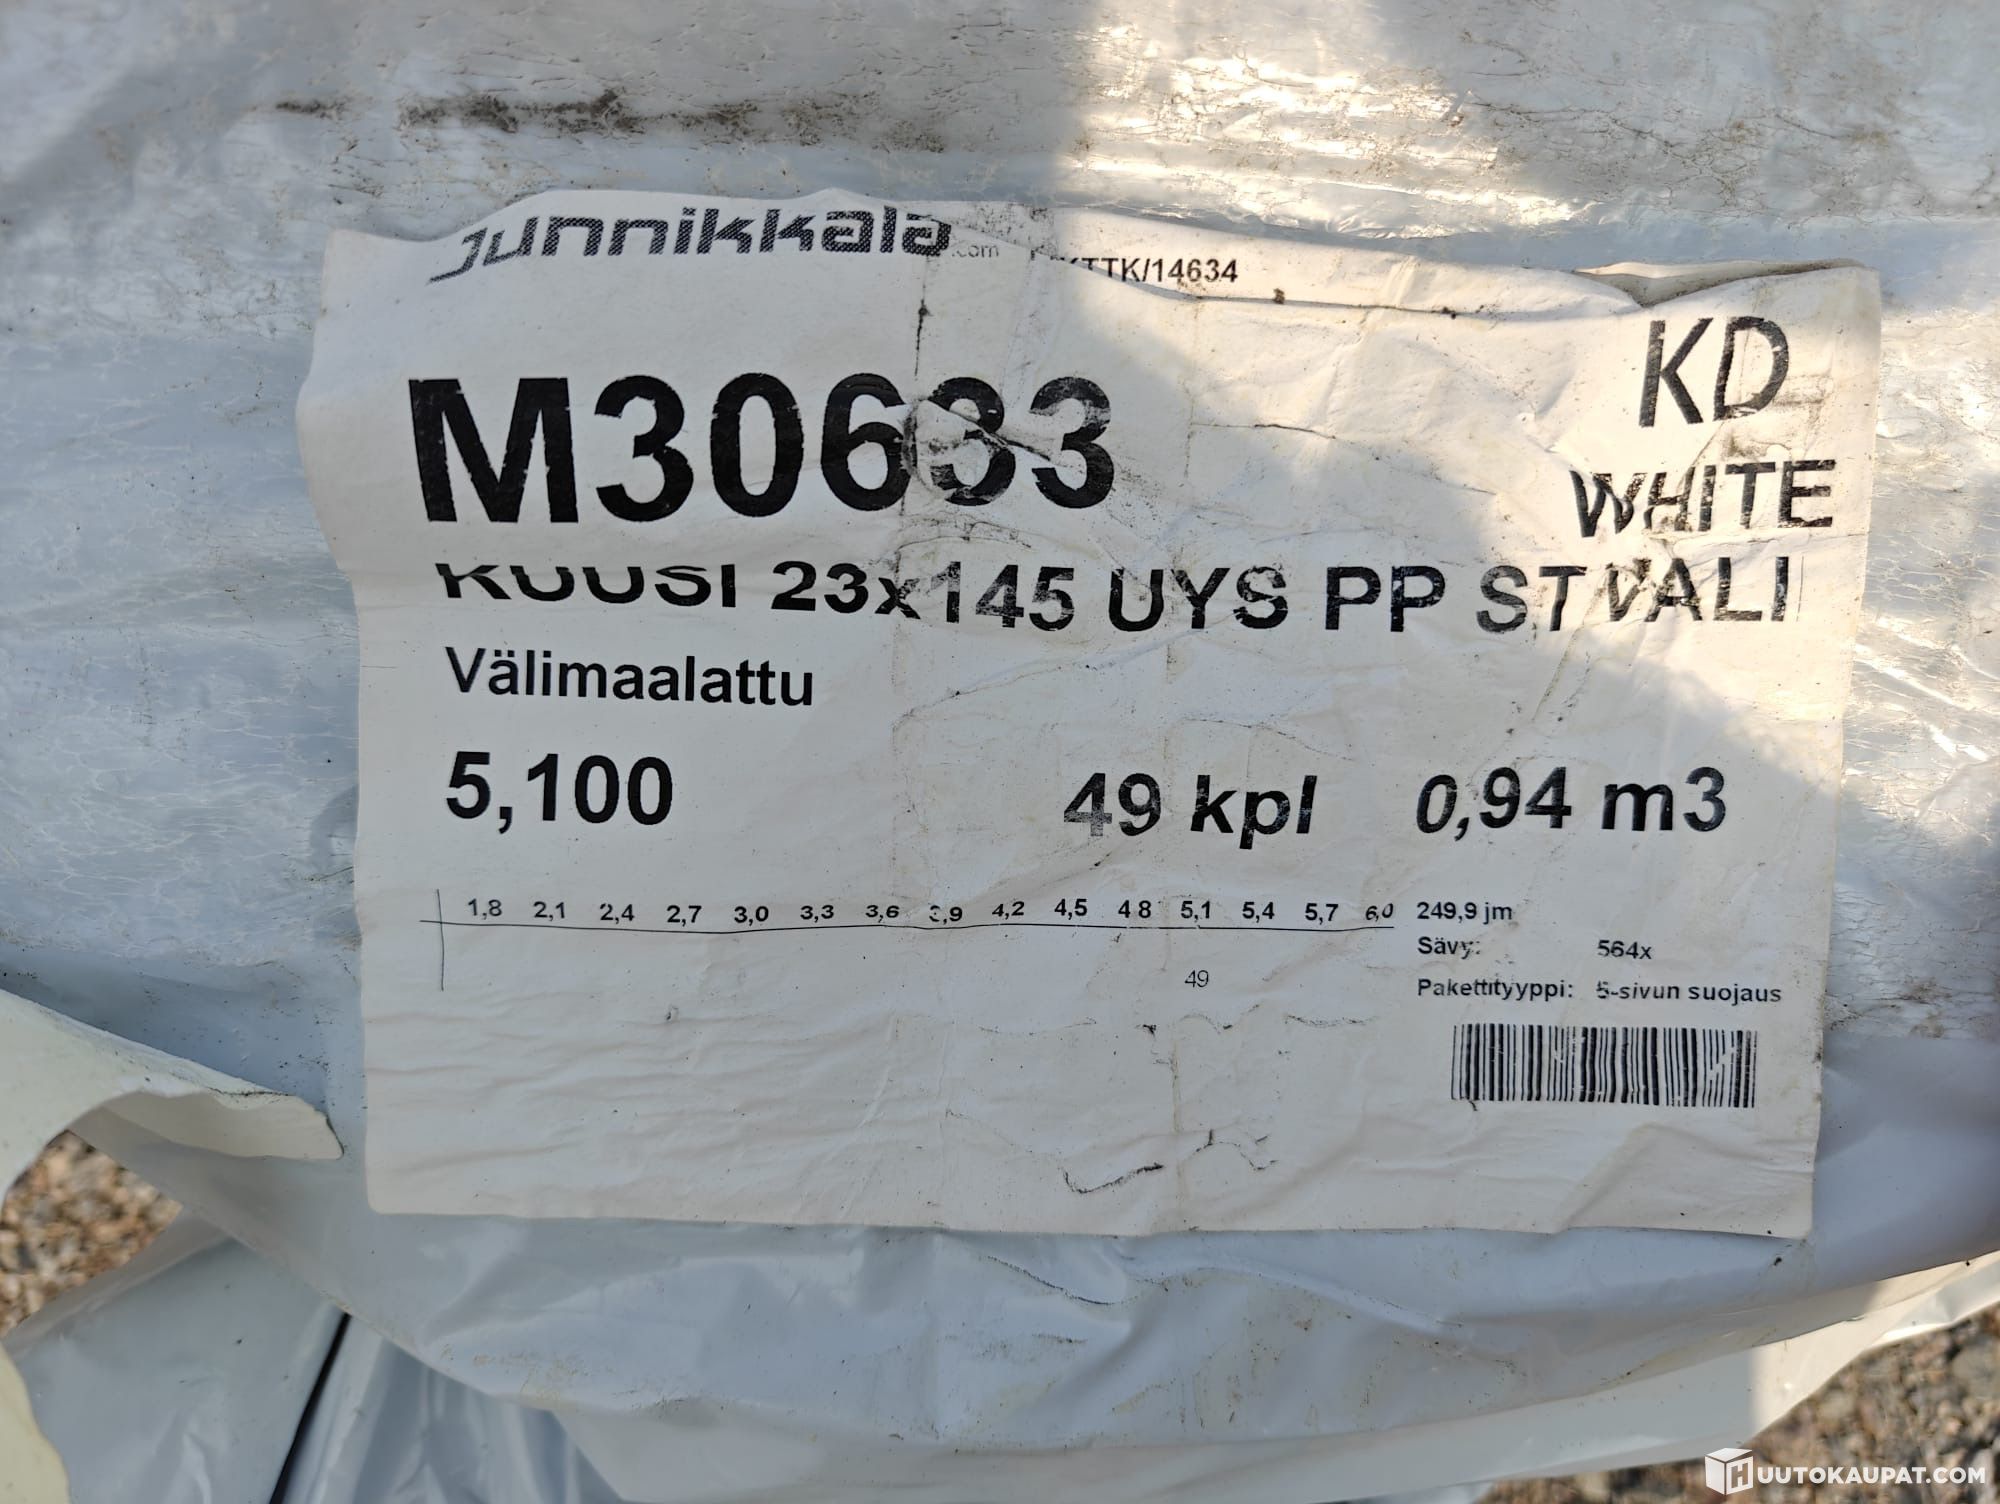 Junnikkala.com KTTK/14634
KD
M30633
WHITE
KUUSI 23x145 UYS PP ST VALI
Välimaalattu
5,100 49 kpl 0,94 m3
1,8 2,1 2,4 2,7 3,0 3,3 3,6 3,9 4,2 4,5 4 8 5,1 5,4 5,7 6,0 249,9 jm
Sävy: 564x
49
Pakettityyppi: 5-sivun suojaus
HUUTOKAUPAT.COM